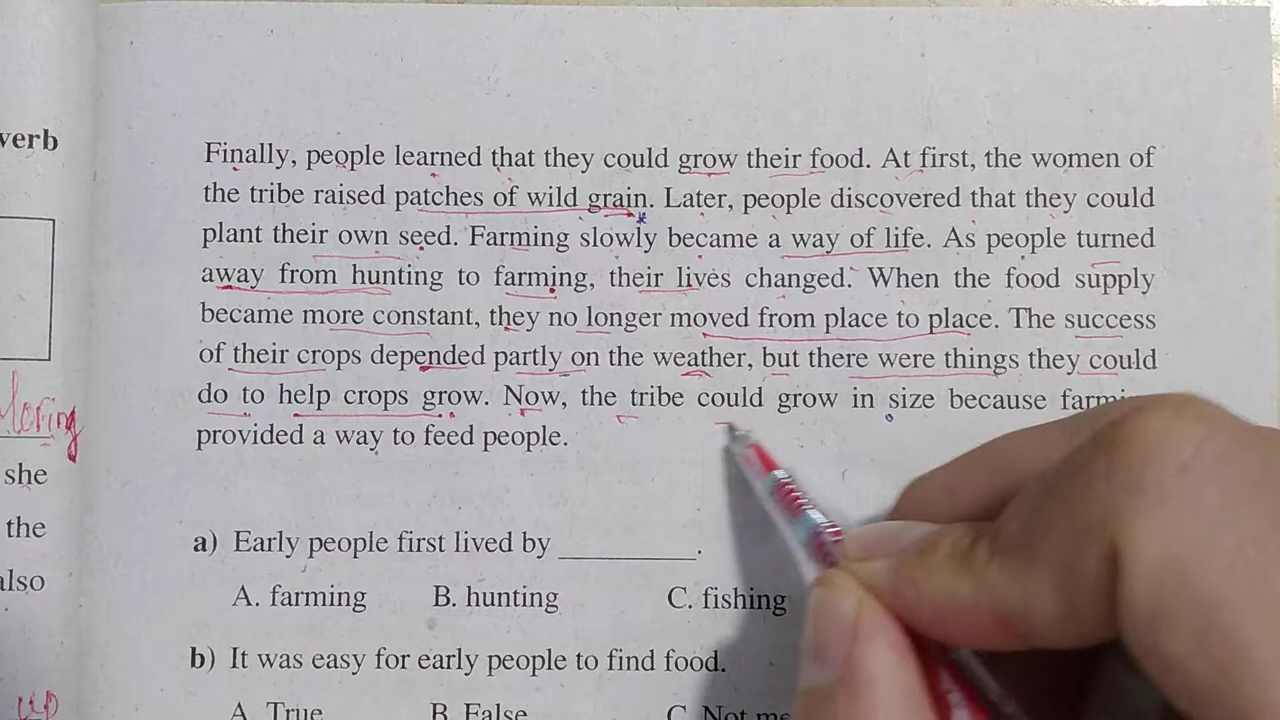 verb
Finally, people learned that they could grow their food. At first, the women of
the tribe raised patches of wild grain. Later, people discovered that they could
plant their own seed. Farming slowly became a way of life. As people turned
away from hunting to farming, their lives changed. When the food supply
became more constant, they no longer moved from place to place. The success
of their crops depended partly on the weather, but there were things they could
do to help crops grow. Now, the tribe could grow in size because
provided a way to feed people.
she
the
also
a) Early people first lived by _________.
A. farming B. hunting C. fishing
b) It was easy for early people to find food.
A. True B. False C. Not
up